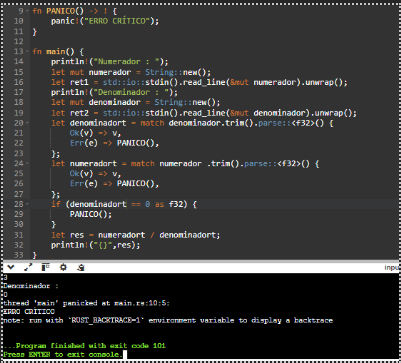 9 fn PANICO() -> ! {
10 panic!("ERRO CRÍTICO");
11 }
12
13 fn main() {
14 println!("Numerador : ");
15 let mut numerador = String::new();
16 let ret1 = std::io::stdin().read_line(&mut numerador).unwrap();
17 println!("Denominador : ");
18 let mut denominador = String::new();
19 let ret2 = std::io::stdin().read_line(&mut denominador).unwrap();
20 let denominadort = match denominador.trim().parse::<f32>() {
21 Ok(v) => v,
22 Err(e) => PANICO(),
23 };
24 let numeradort = match numerador .trim().parse::<f32>() {
25 Ok(v) => v,
26 Err(e) => PANICO(),
27 };
28 if (denominadort == 0 as f32) {
29 PANICO();
30 }
31 let res = numeradort / denominadort;
32 println!("{}",res);
33 }
inpu
3
Denominador :
0
thread 'main' panicked at main.rs:10:5:
ERRO CRÍTICO
note: run with `RUST_BACKTRACE=1` environment variable to display a backtrace
...Program finished with exit code 101
Press ENTER to exit console.